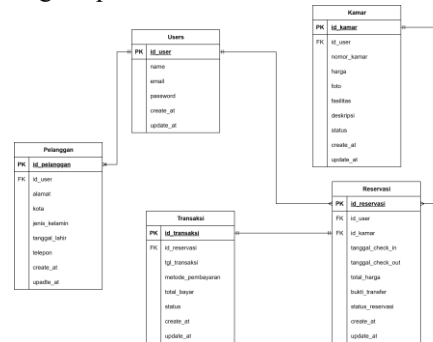 Kamar
PK id_kamar
FK id_user
nomor_kamar
harga
foto
fasilitas
deskripsi
status
create_at
update_at
Users
PK id_user
name
email
password
create_at
update_at
Pelanggan
PK id_pelanggan
FK id_user
alamat
kota
jenis_kelamin
tanggal_lahir
telepon
create_at
upadte_at
Transaksi
PK id_transaksi
FK id_reservasi
tgl_transaksi
metode_pembayaran
total_bayar
status
create_at
update_at
Reservasi
PK id_reservasi
FK id_user
FK id_kamar
tanggal_check_in
tanggal_check_out
total_harga
bukti_transfer
status_reservasi
create_at
update_at